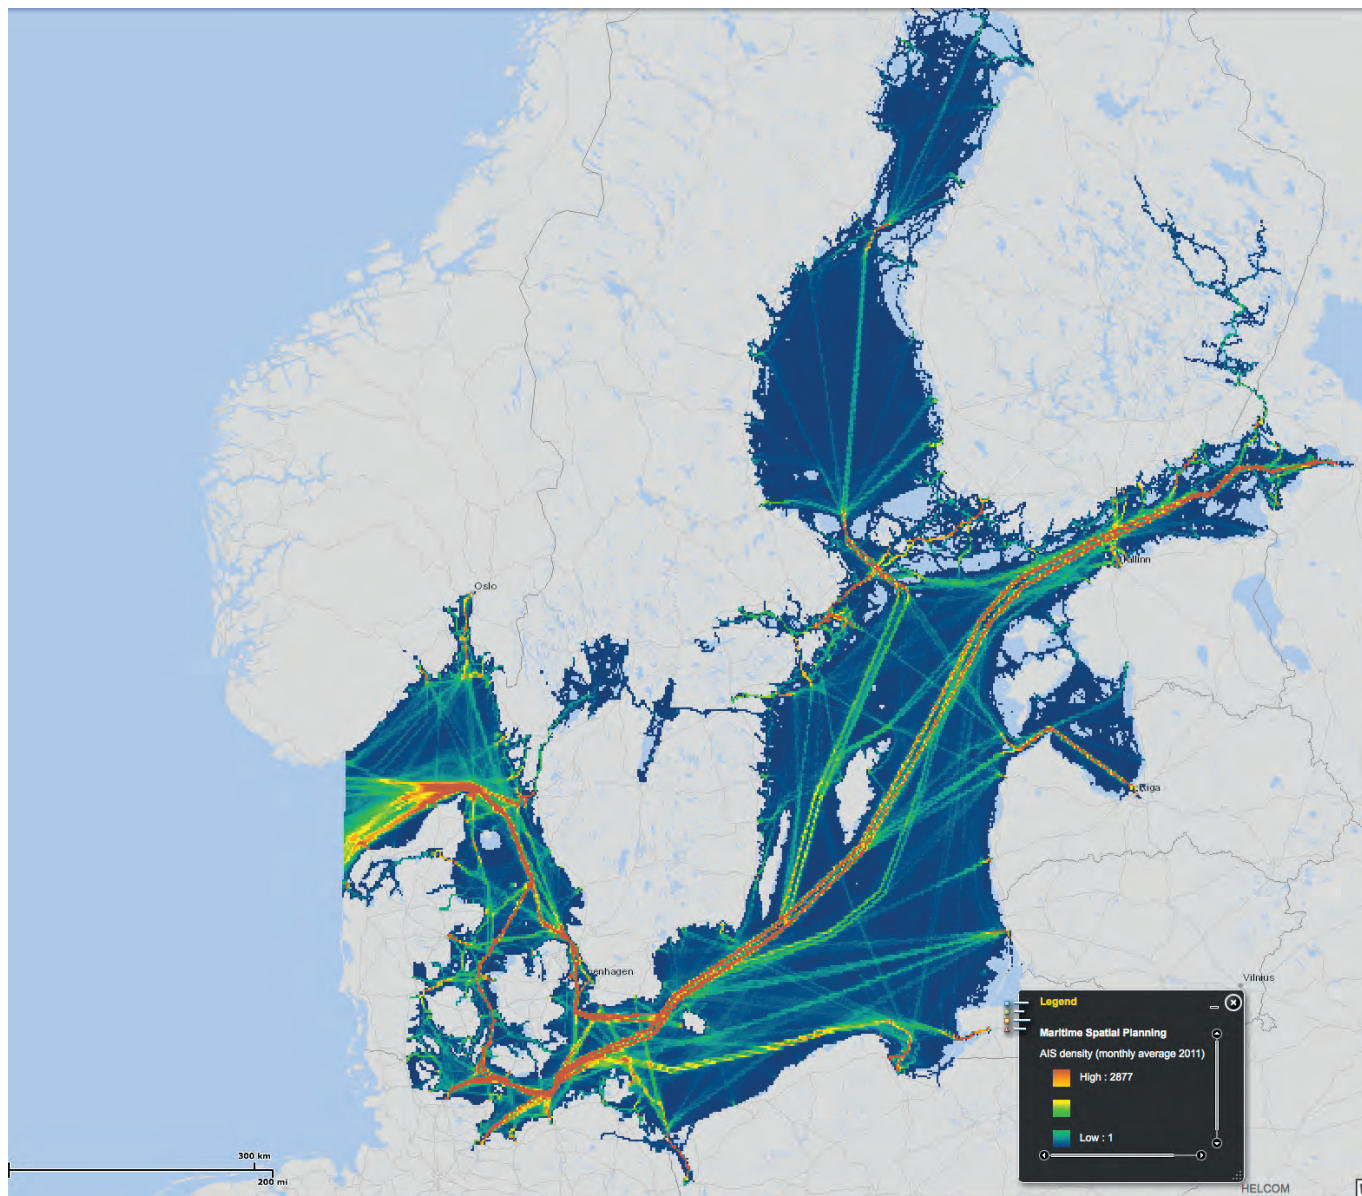 Oslo
Tallinn
Riga
enhagen
Vilnius
Legend
Maritime Spatial Planning
AIS density (monthly average 2011)
High : 2877
Low : 1
300 km
200 mi
HELCOM